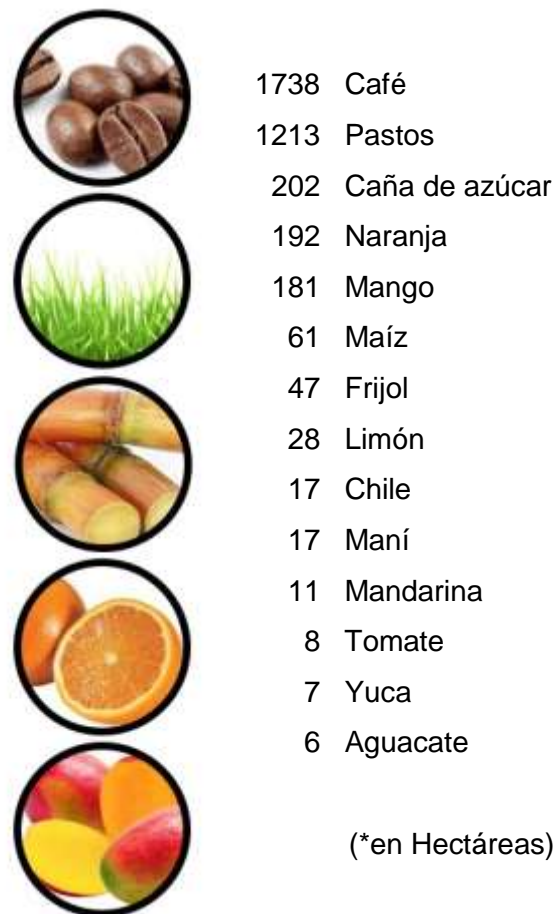 1738 Café
1213 Pastos
202 Caña de azúcar
192 Naranja
181 Mango
61 Maíz
47 Frijol
28 Limón
17 Chile
17 Maní
11 Mandarina
8 Tomate
7 Yuca
6 Aguacate
(*en Hectáreas)